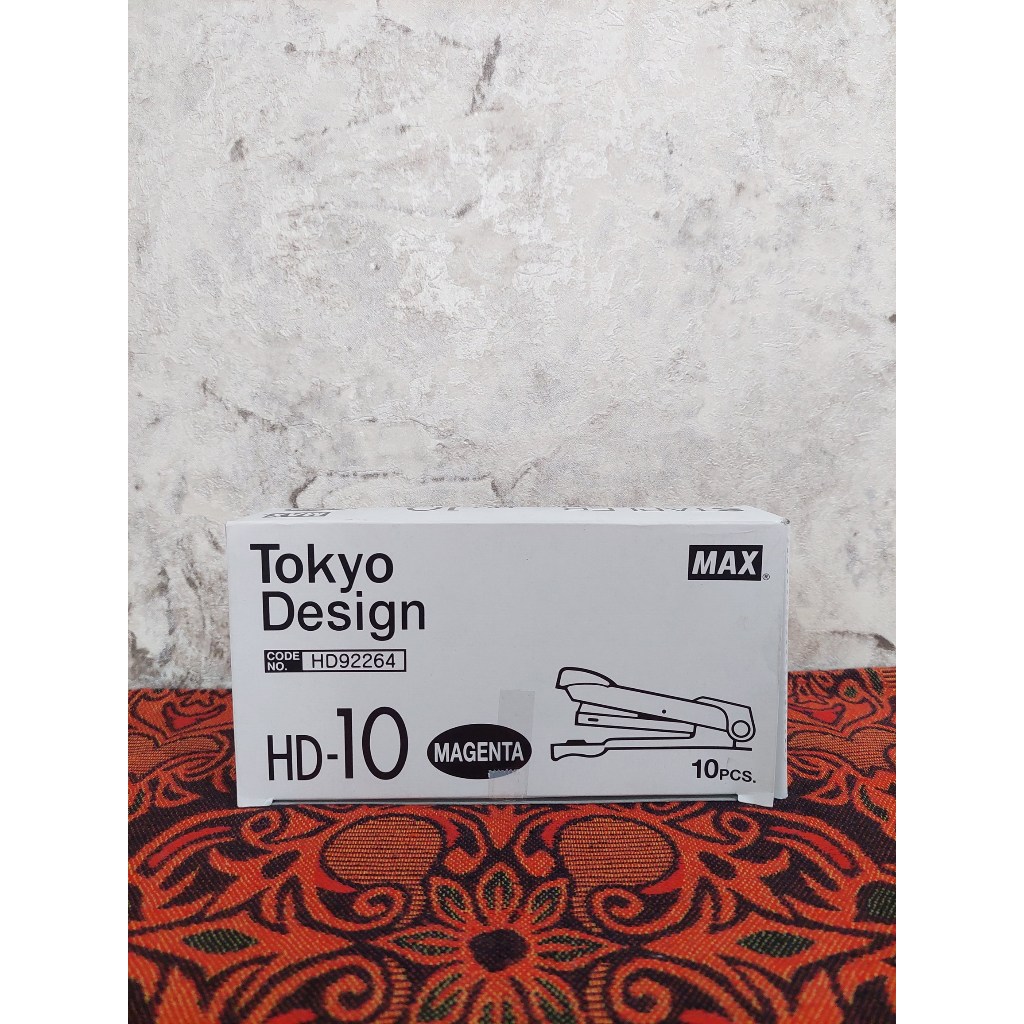 Tokyo
Design
MAX®
CODE NO. HD92264
HD-10 MAGENTA
10PCS.